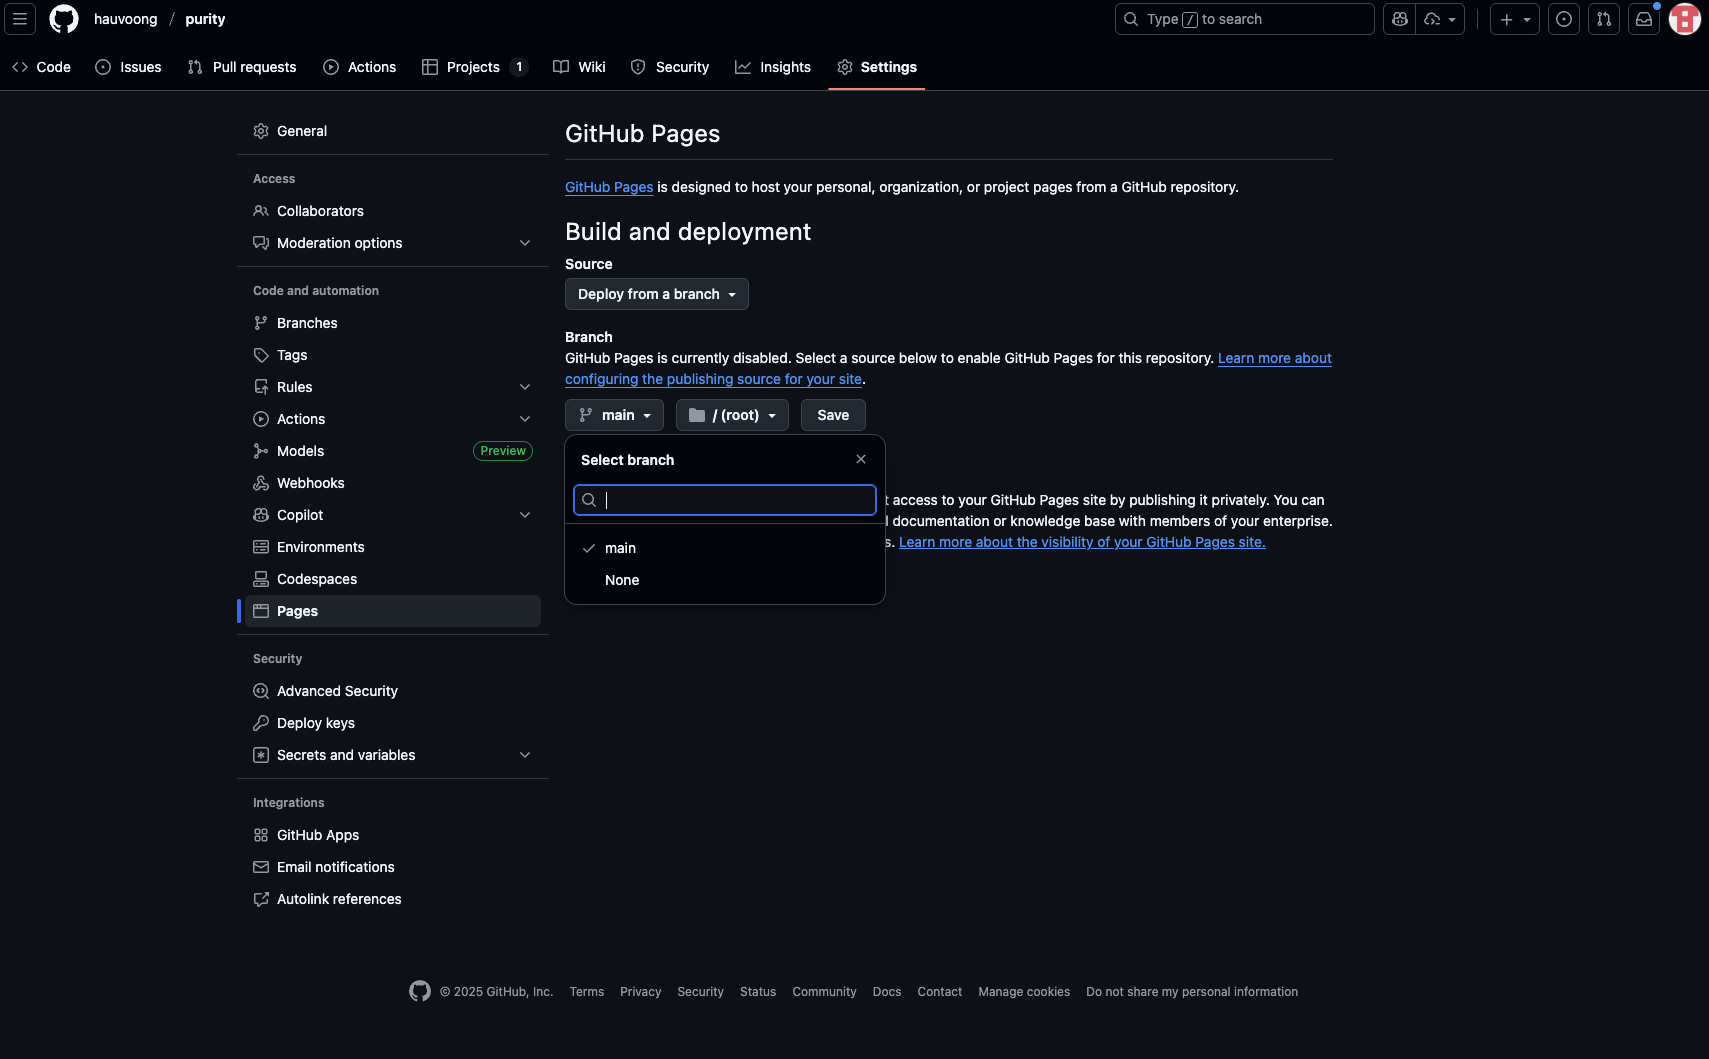 hauvoong / purity
Type / to search
Code
Issues
Pull requests
Actions
Projects 1
Wiki
Security
Insights
Settings
General
Access
Collaborators
Moderation options
Code and automation
Branches
Tags
Rules
Actions
Models Preview
Webhooks
Copilot
Environments
Codespaces
Pages
Security
Advanced Security
Deploy keys
Secrets and variables
Integrations
GitHub Apps
Email notifications
Autolink references
GitHub Pages
GitHub Pages is designed to host your personal, organization, or project pages from a GitHub repository.
Build and deployment
Source
Deploy from a branch
Branch
GitHub Pages is currently disabled. Select a source below to enable GitHub Pages for this repository. Learn more about
configuring the publishing source for your site.
main / (root) Save
Select branch
main
None
access to your GitHub Pages site by publishing it privately. You can
documentation or knowledge base with members of your enterprise.
s. Learn more about the visibility of your GitHub Pages site.
© 2025 GitHub, Inc. Terms Privacy Security Status Community Docs Contact Manage cookies Do not share my personal information